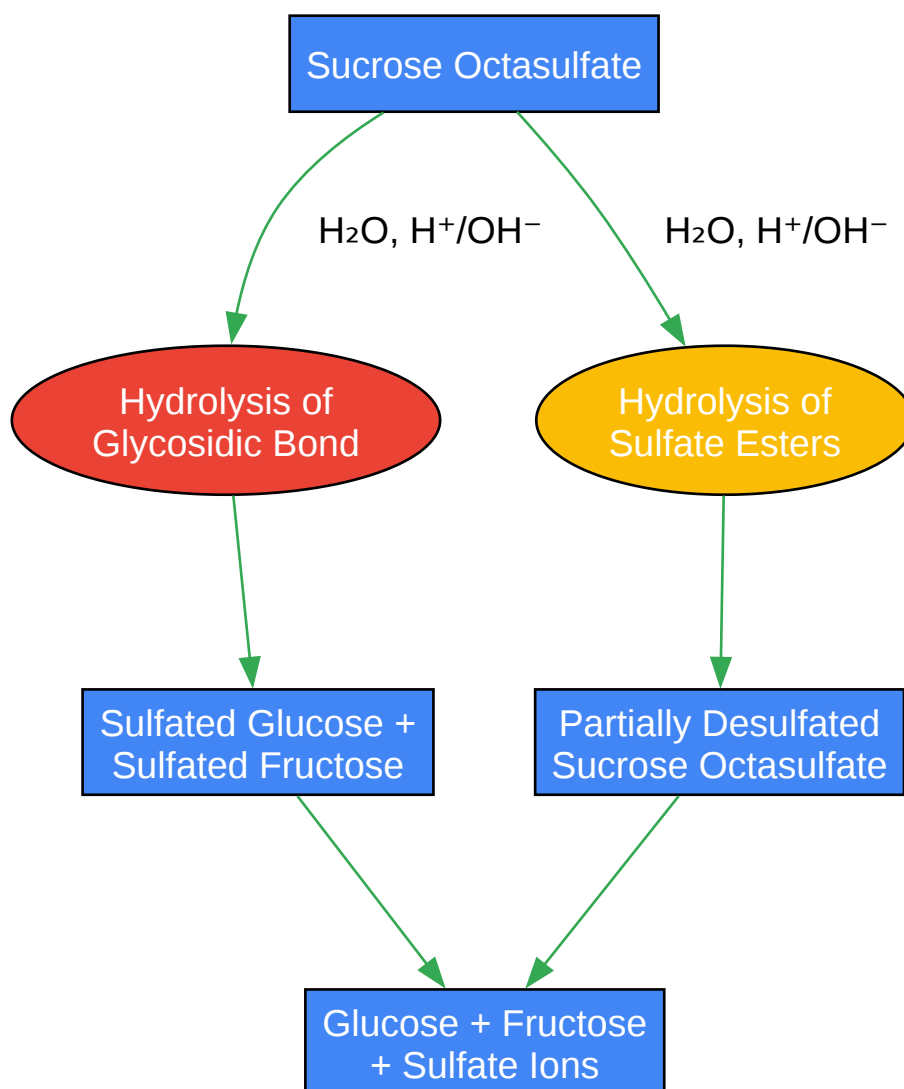 Sucrose Octasulfate
H₂O, H⁺/OH⁻
H₂O, H⁺/OH⁻
Hydrolysis of
Glycosidic Bond
Hydrolysis of
Sulfate Esters
Sulfated Glucose +
Sulfated Fructose
Partially Desulfated
Sucrose Octasulfate
Glucose + Fructose
+ Sulfate Ions